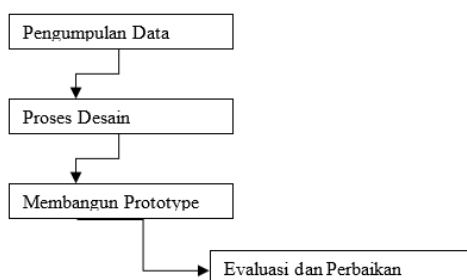 Pengumpulan Data
Proses Desain
Membangun Prototype
Evaluasi dan Perbaikan